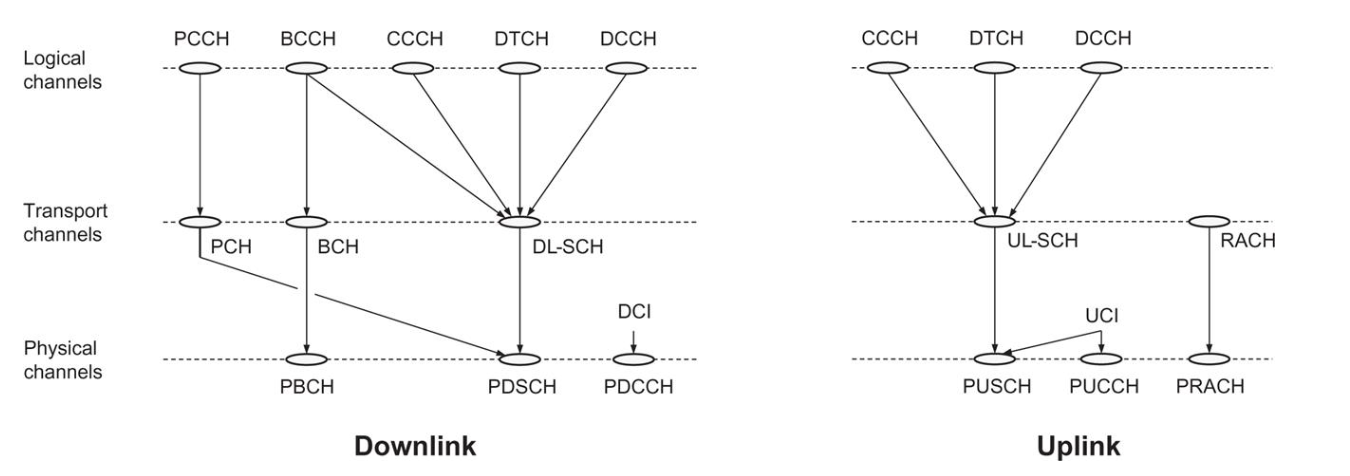 PCCH BCCH CCCH DTCH DCCH CCCH DTCH DCCH
Logical
channels
Transport
channels
PCH BCH DL-SCH UL-SCH RACH
DCI UCI
Physical
channels
PBCH PDSCH PDCCH PUSCH PUCCH PRACH
Downlink Uplink